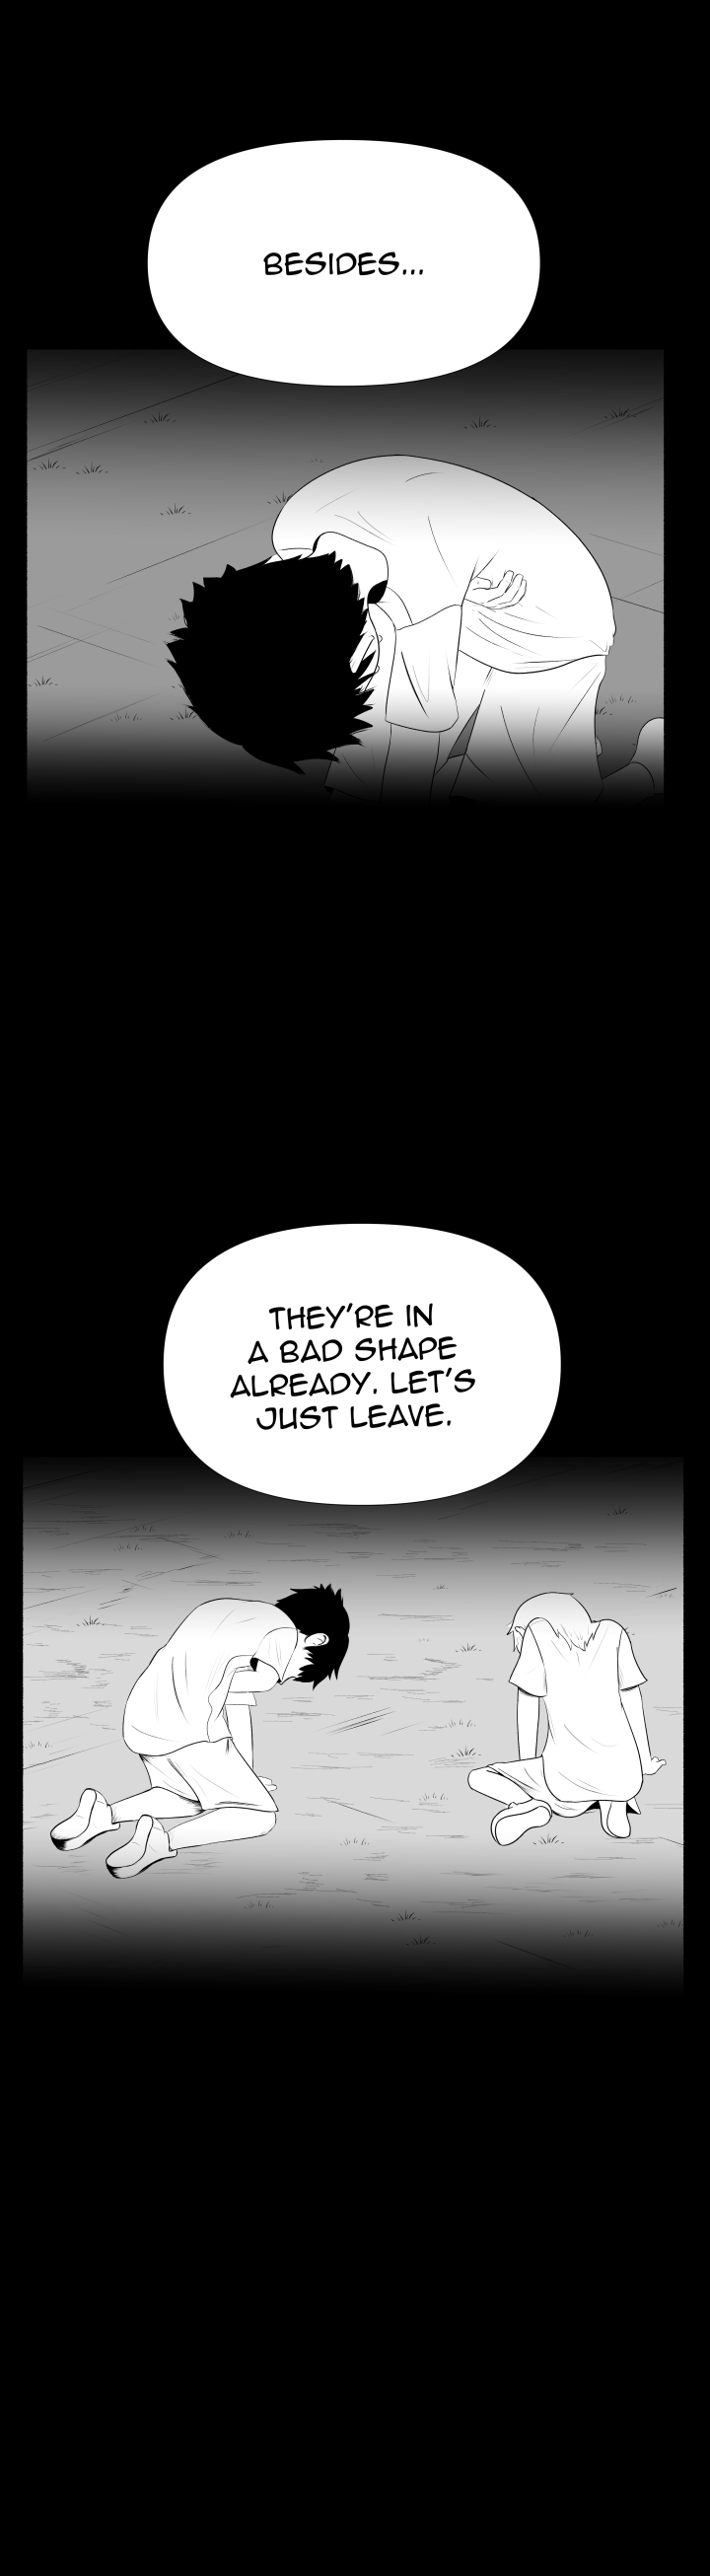 BESIDES...
THEY'RE IN
A BAD SHAPE
ALREADY. LET'S
JUST LEAVE.